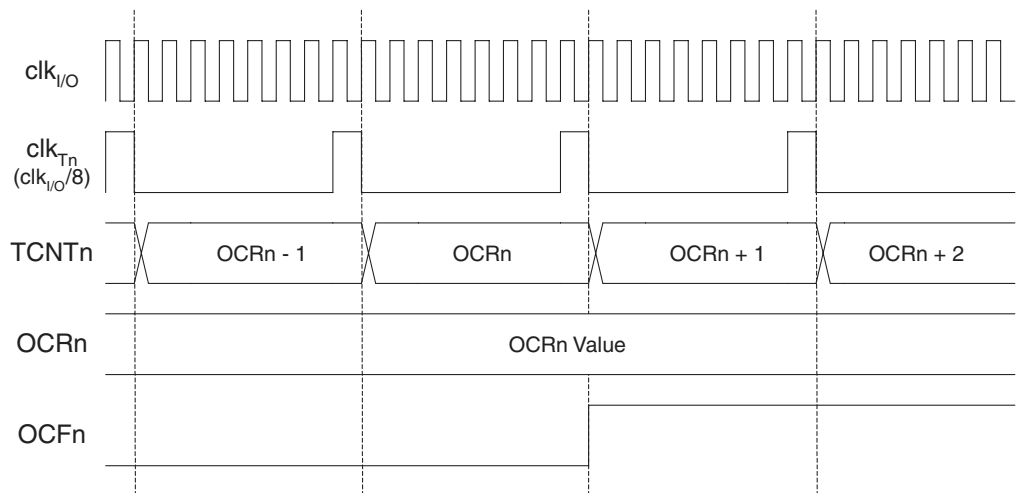 clkI/O
clkTn
(clkI/O/8)
TCNTn OCRn - 1 OCRn OCRn + 1 OCRn + 2
OCRn OCRn Value
OCFn